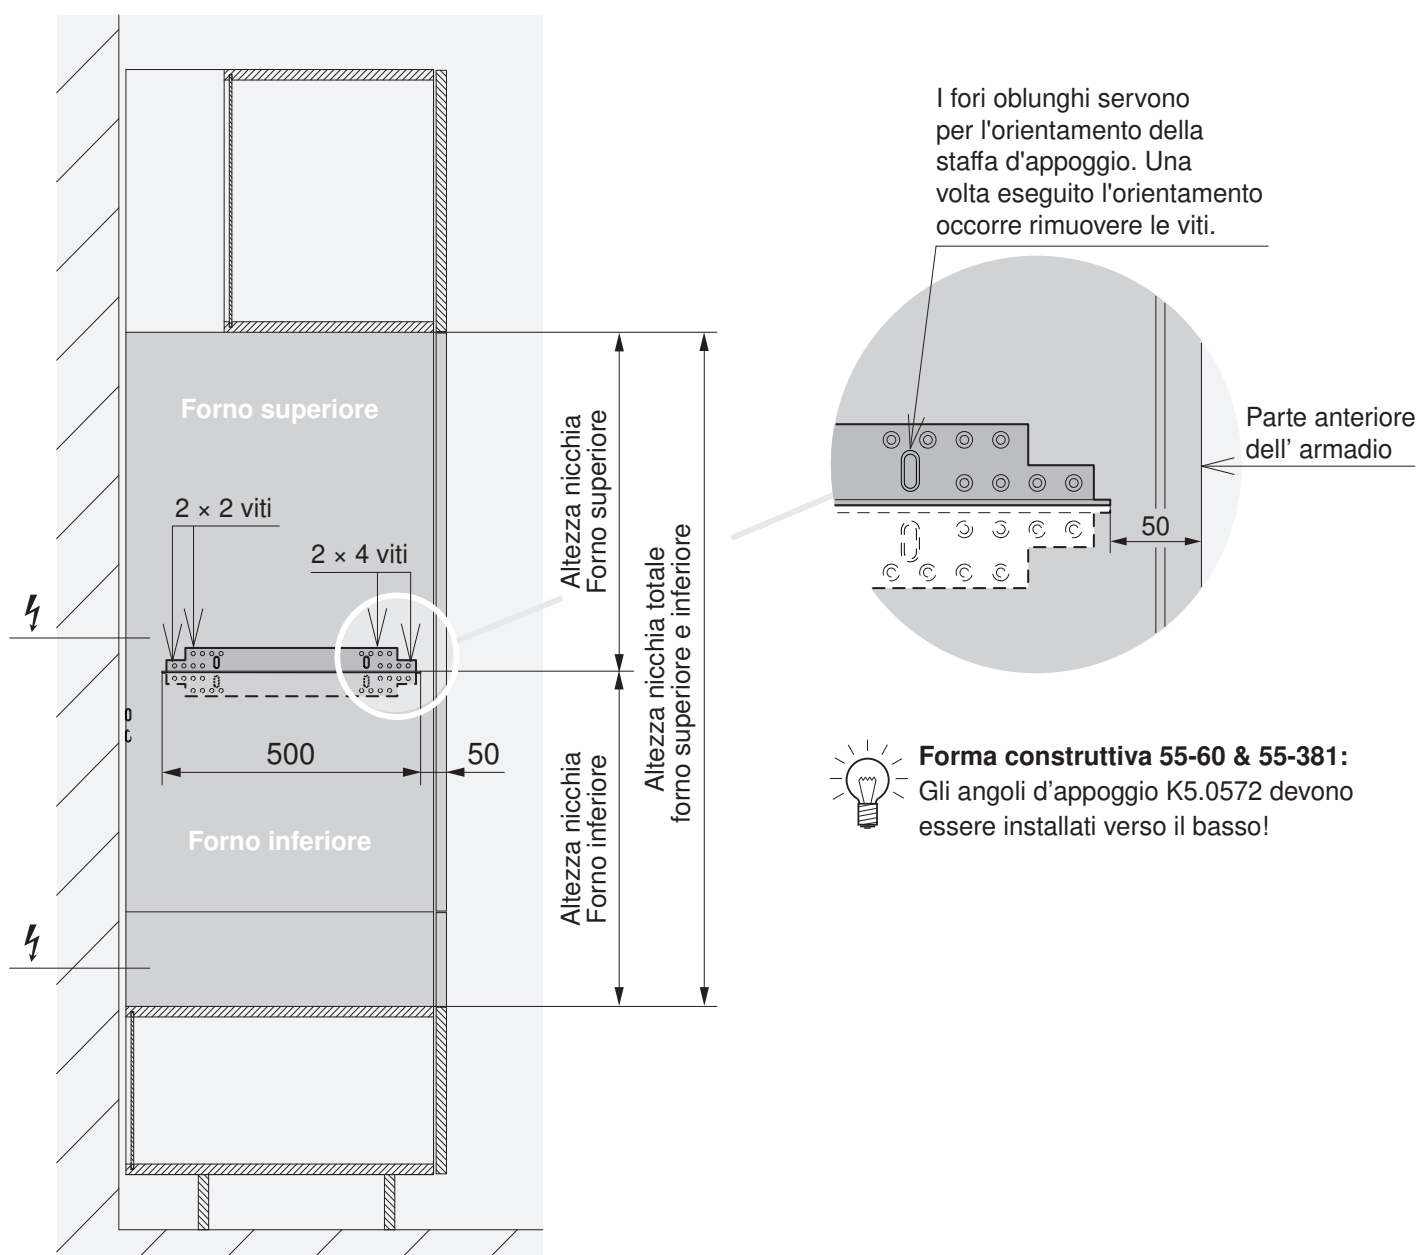 I fori oblunghi servono
per l'orientamento della
staffa d'appoggio. Una
volta eseguito l'orientamento
occorre rimuovere le viti.
Forno superiore
2 × 2 viti
2 × 4 viti
500
50
Forno inferiore
Altezza nicchia
Forno superiore
Altezza nicchia
Forno inferiore
Altezza nicchia totale
forno superiore e inferiore
Parte anteriore
dell' armadio
50
Forma construttiva 55-60 & 55-381:
Gli angoli d’appoggio K5.0572 devono
essere installati verso il basso!